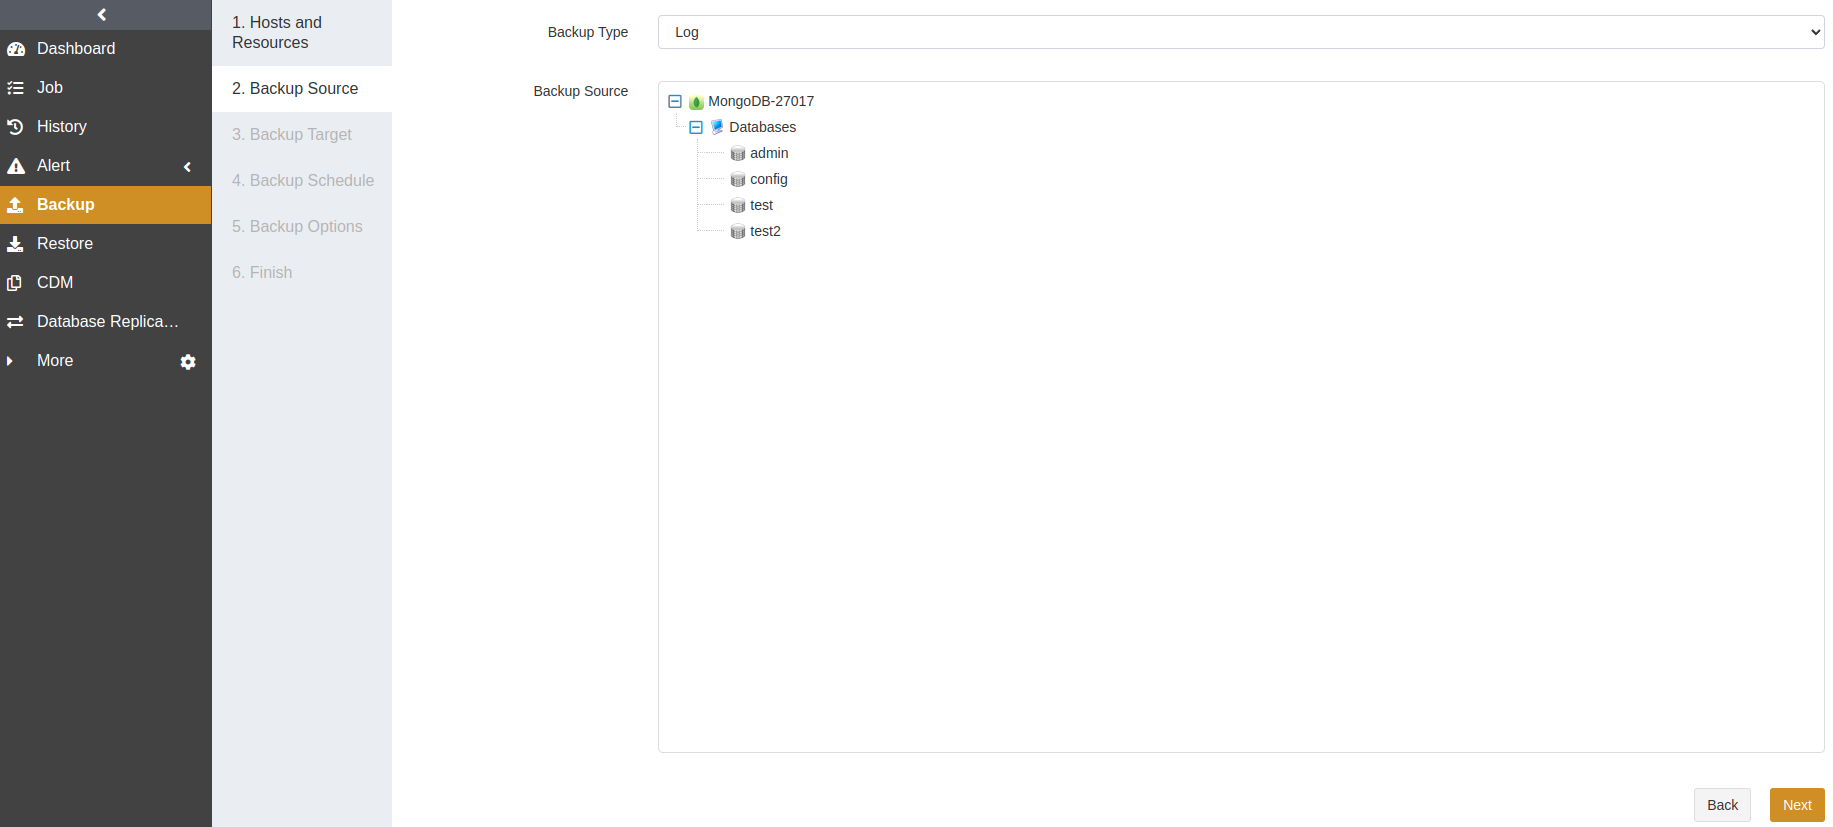 Dashboard
Job
History
Alert
Backup
Restore
CDM
Database Replica…
More
1. Hosts and
Resources
2. Backup Source
3. Backup Target
4. Backup Schedule
5. Backup Options
6. Finish
Backup Type
Log
Backup Source
MongoDB-27017
Databases
admin
config
test
test2
Back
Next